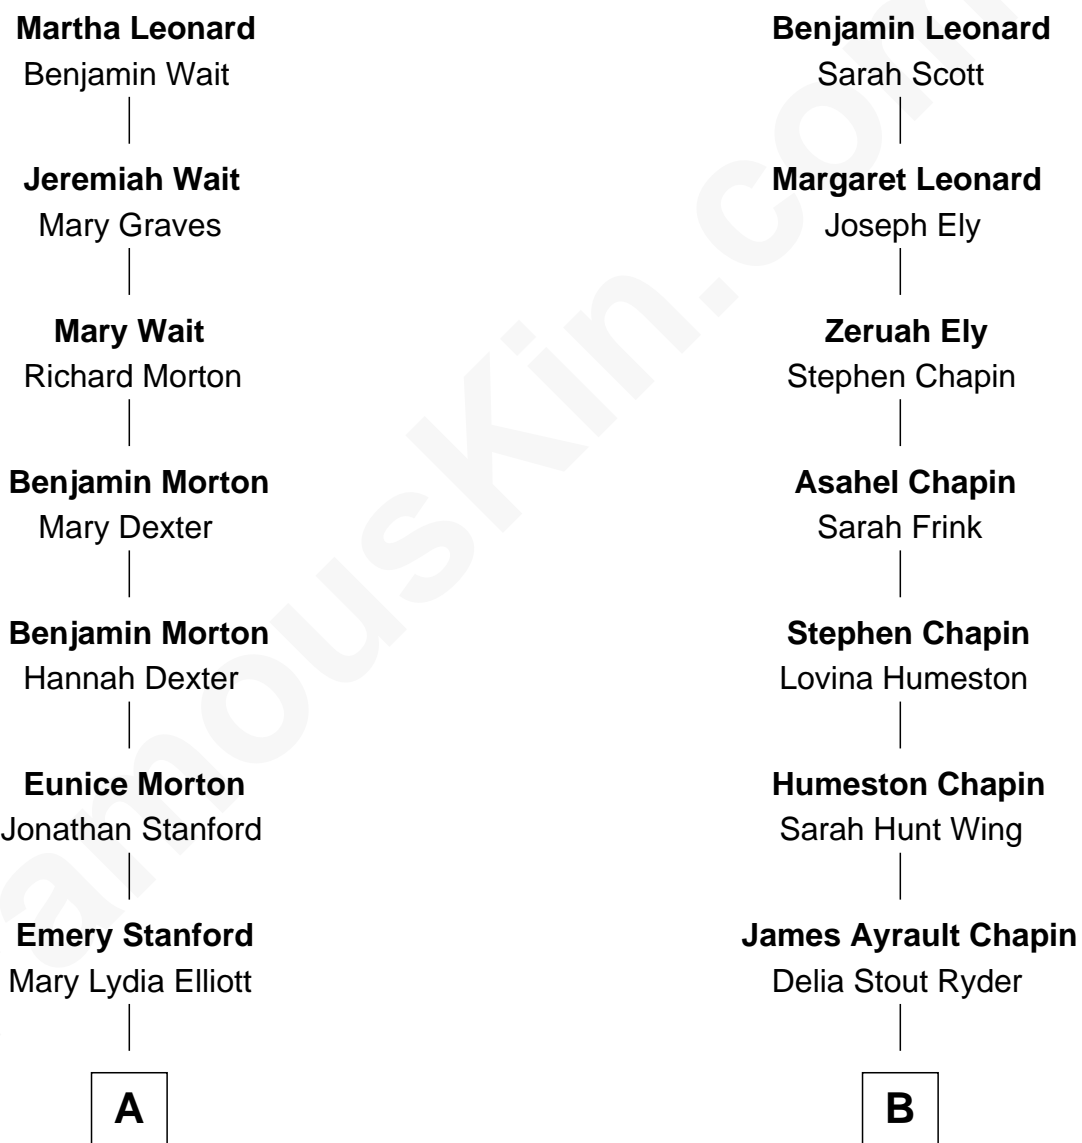 Martha Leonard
Benjamin Wait
Jeremiah Wait
Mary Graves
Mary Wait
Richard Morton
Benjamin Morton
Mary Dexter
Benjamin Morton
Hannah Dexter
Eunice Morton
Jonathan Stanford
Emery Stanford
Mary Lydia Elliott
A
Benjamin Leonard
Sarah Scott
Margaret Leonard
Joseph Ely
Zeruah Ely
Stephen Chapin
Asahel Chapin
Sarah Frink
Stephen Chapin
Lovina Humeston
Humeston Chapin
Sarah Hunt Wing
James Ayrault Chapin
Delia Stout Ryder
B
amouskin.com